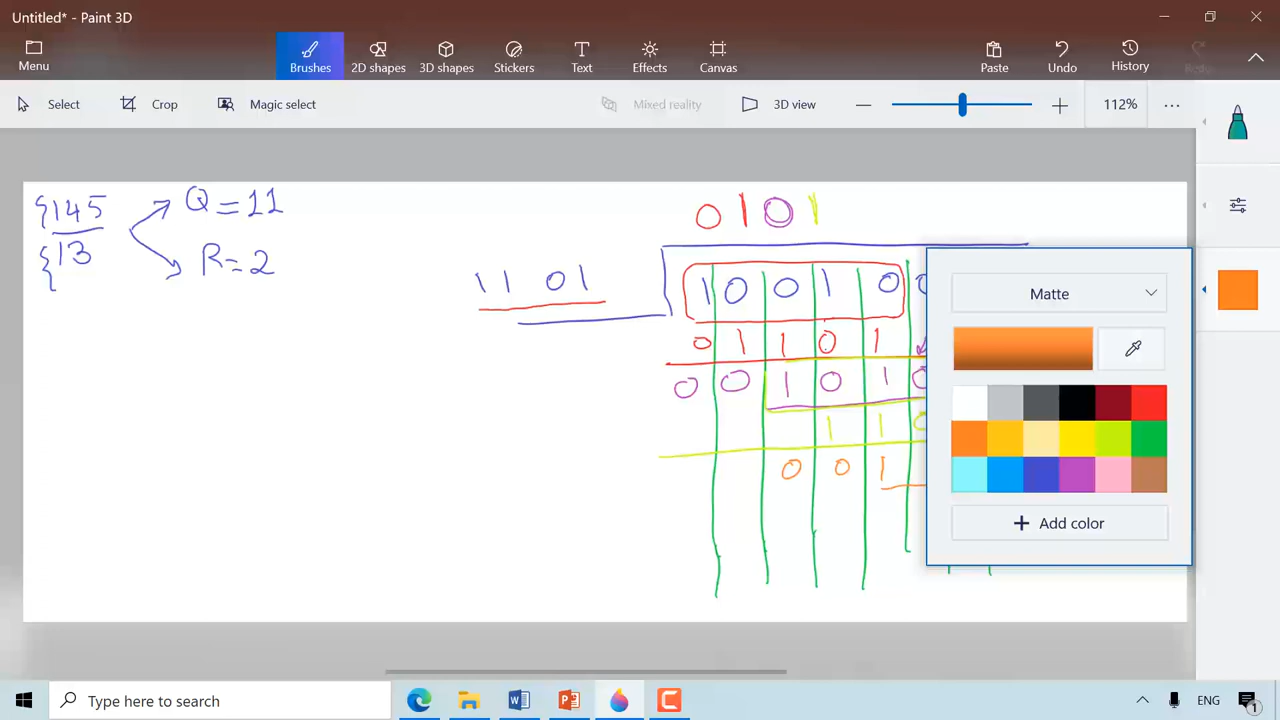 Untitled* - Paint 3D
Menu
Brushes
2D shapes
3D shapes
Stickers
Text
Effects
Canvas
Paste
Undo
History
Redo
Select
Crop
Magic select
Mixed reality
3D view
112%
{145
{13
Q = 11
R = 2
0 1 0 1
11 01
1 0 0 1 0
0 1 1 0 1
0 0 1 0 1 0
1 1
0 0 1
Matte
+ Add color
Type here to search
ENG
1